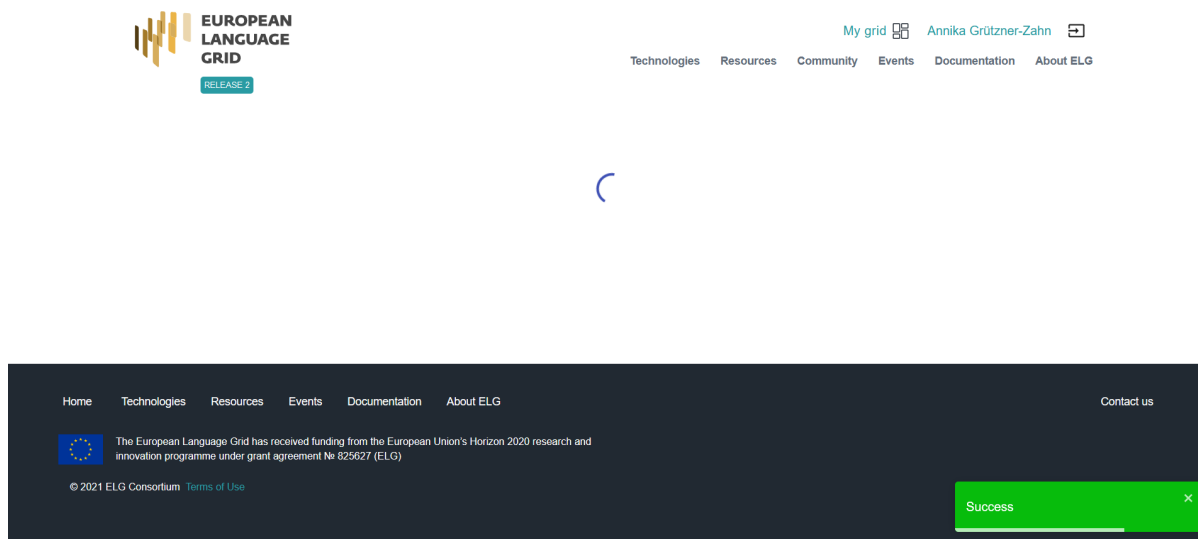 EUROPEAN
LANGUAGE
GRID
RELEASE 2
My grid
Annika Grützner-Zahn
Technologies Resources Community Events Documentation About ELG
Home Technologies Resources Events Documentation About ELG Contact us
The European Language Grid has received funding from the European Union's Horizon 2020 research and
innovation programme under grant agreement № 825627 (ELG)
© 2021 ELG Consortium Terms of Use
Success